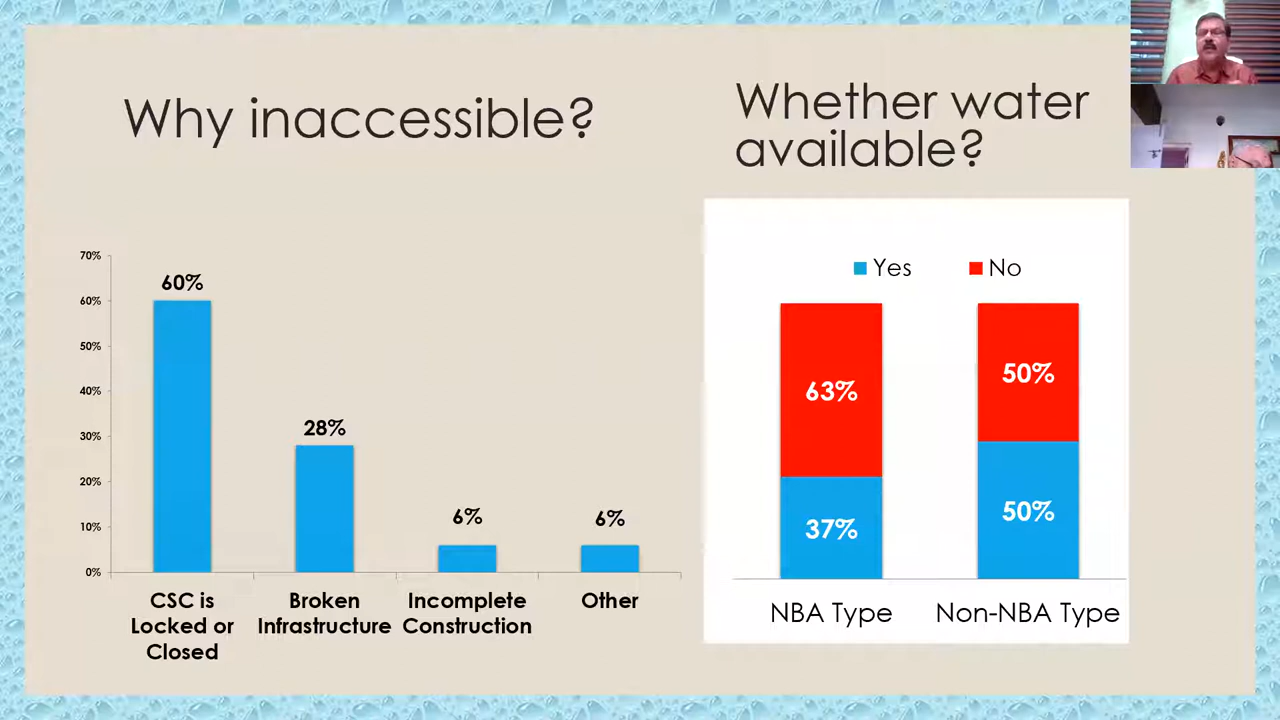 Why inaccessible?
70%
60%
50%
40%
30%
20%
10%
0%
60%
28%
6%
6%
CSC is
Locked or
Closed
Broken
Infrastructure
Incomplete
Construction
Other
Whether water
available?
Yes
No
63%
37%
50%
50%
NBA Type
Non-NBA Type